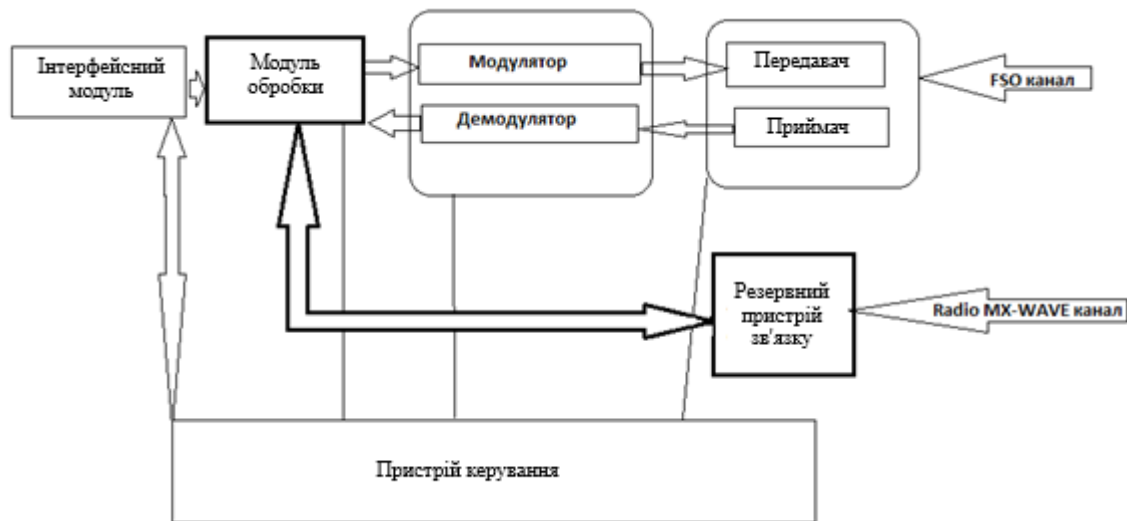 Інтерфейсний
модуль
Модуль
обробки
Модулятор
Демодулятор
Передавач
Приймач
FSO канал
Резервний
пристрій
зв'язку
Radio MX-WAVE канал
Пристрій керування